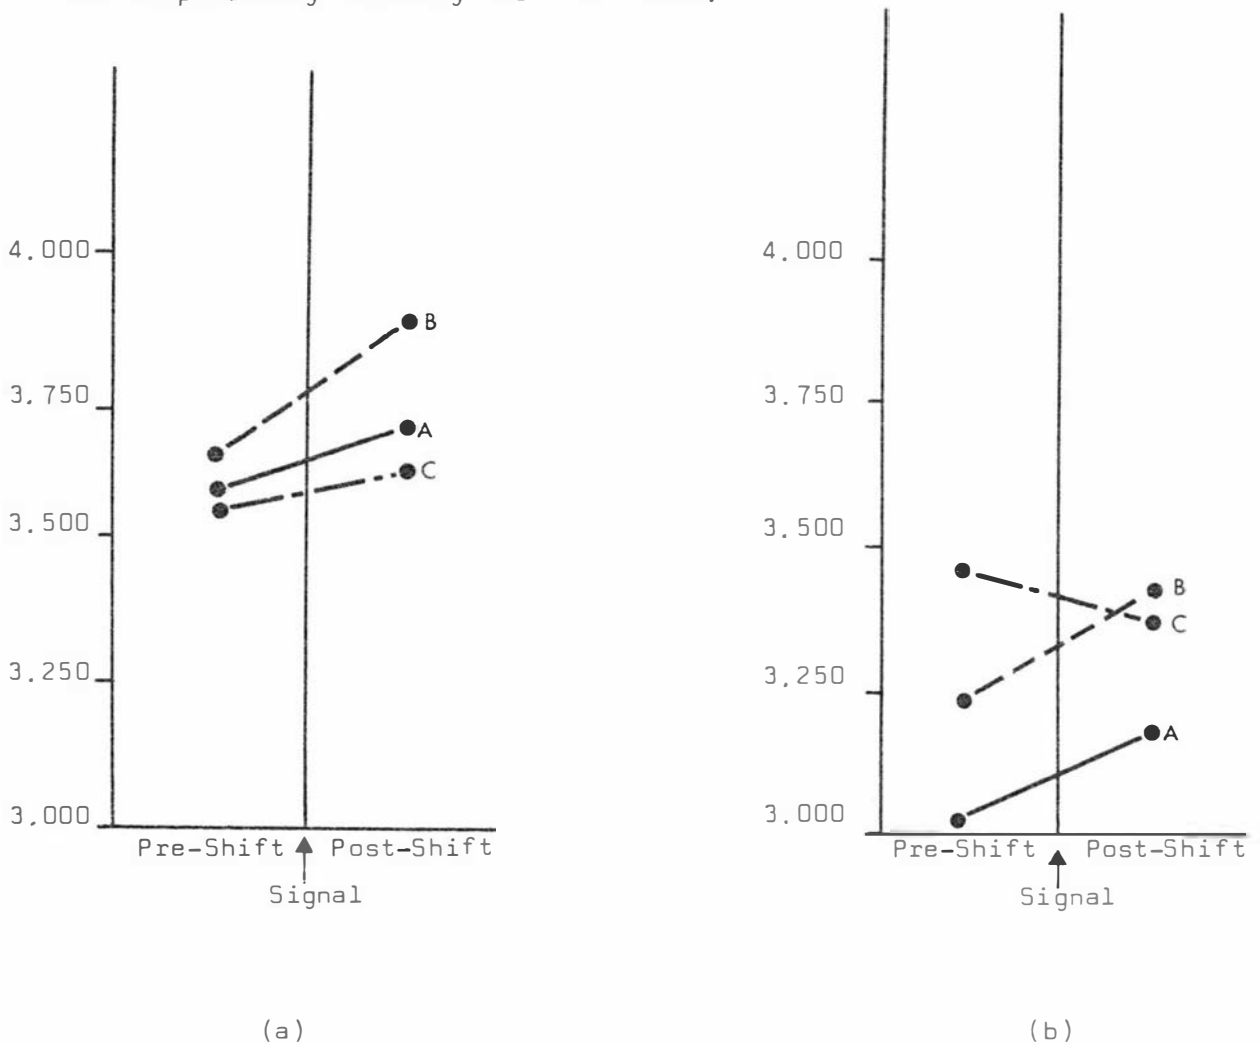 4.000
B
3,750
A
C
3.500
3.250
3,000
Pre-Shift Post-Shift
Signal
(a)
4.000
3.750
3.500
B
C
3,250
A
3.000
Pre-Shift Post-Shift
Signal
(b)